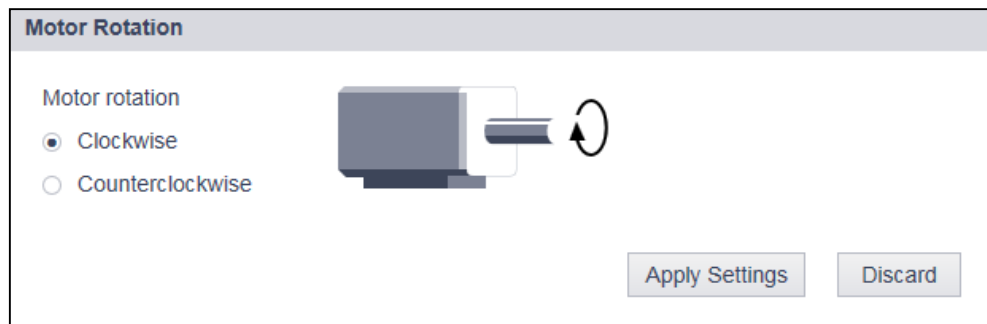 Motor Rotation
Motor rotation
Clockwise
Counterclockwise
Apply Settings
Discard